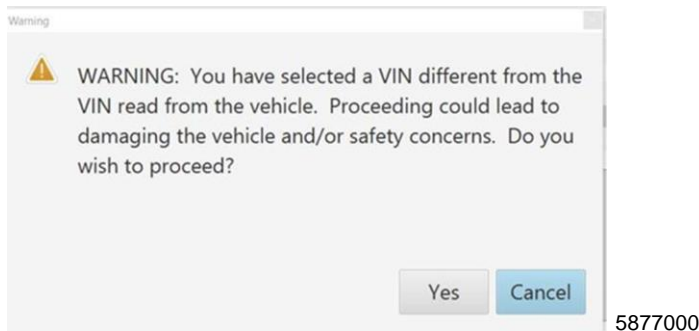 Warning
WARNING: You have selected a VIN different from the
VIN read from the vehicle. Proceeding could lead to
damaging the vehicle and/or safety concerns. Do you
wish to proceed?
Yes Cancel
5877000